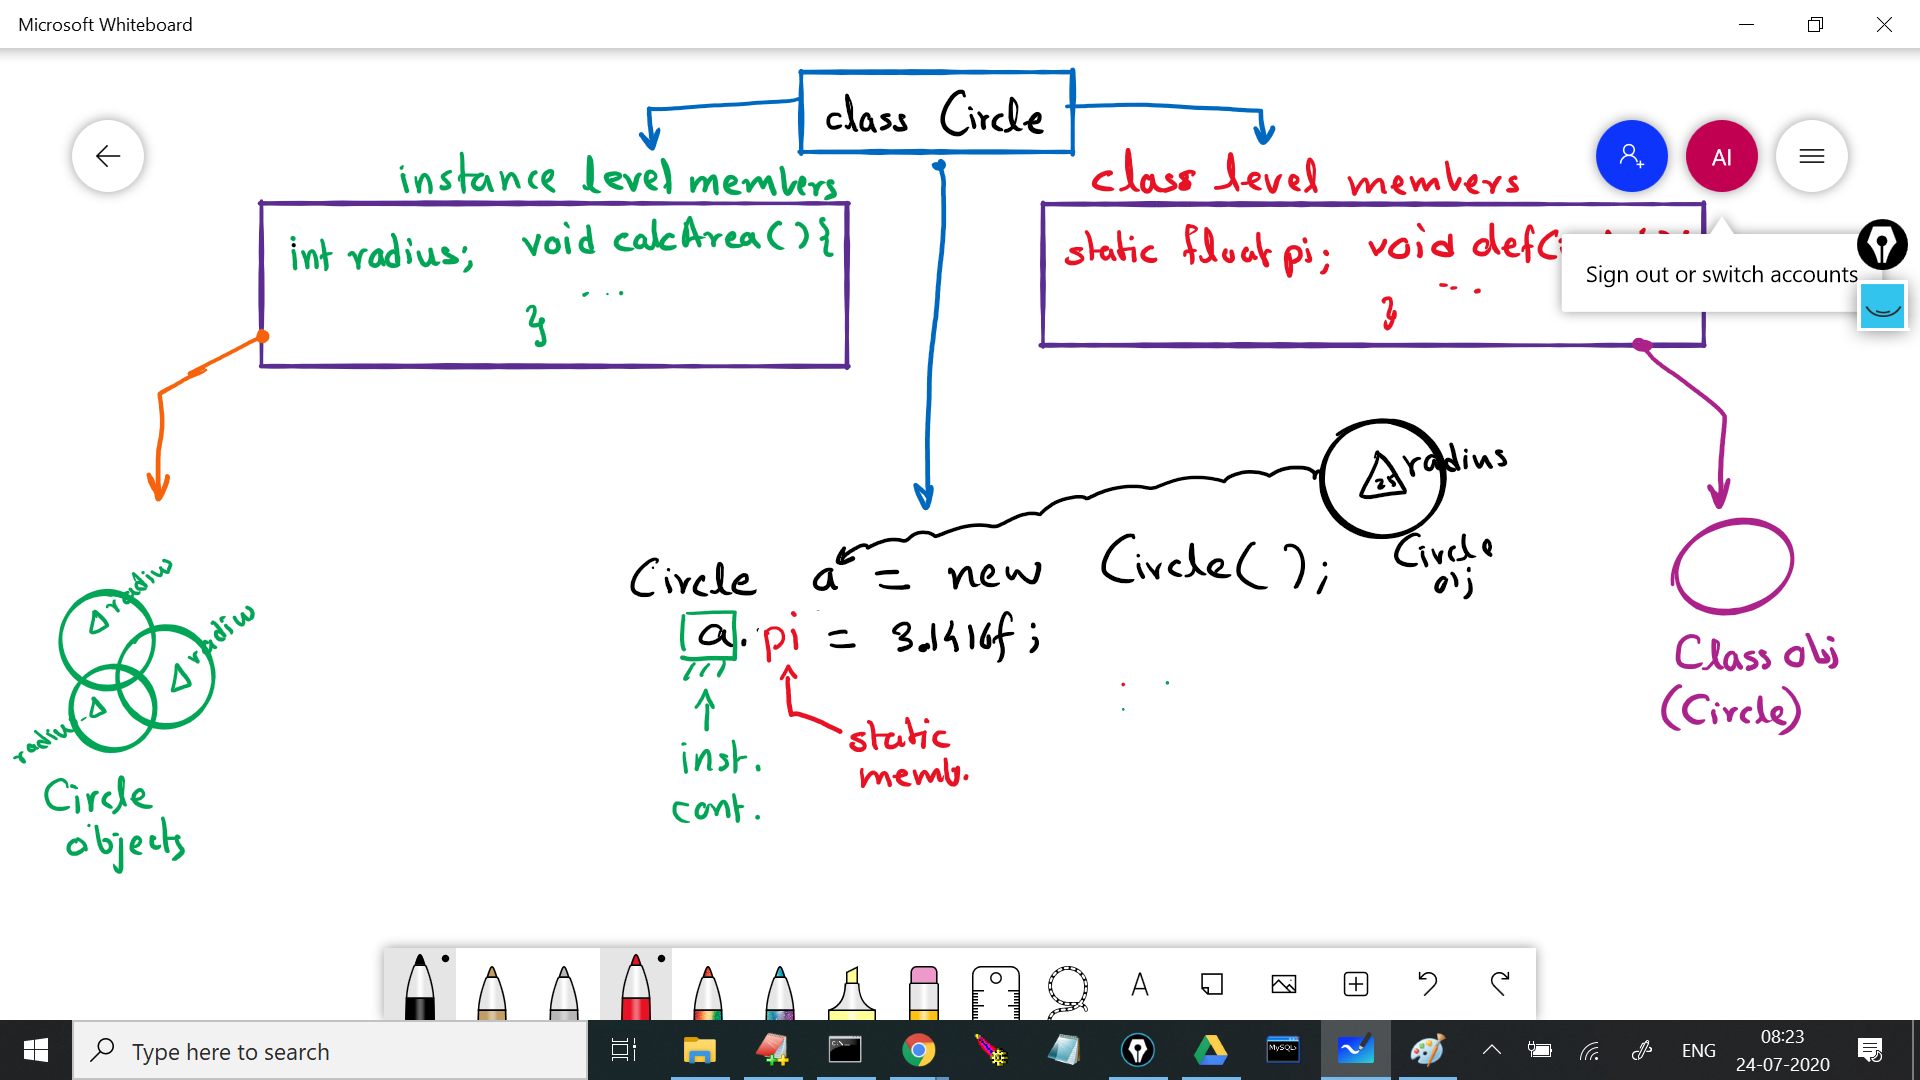 Microsoft Whiteboard
class Circle
AI
instance level members
class level members
int radius; void calcArea(){
...
}
static float pi; void defC
...
}
Sign out or switch accounts
radius
25
Circle
obj
Circle a = new Circle();
a.pi = 3.1416f;
inst.
cont.
static
memb.
radius
radius
radius
Circle
objects
Class obj
(Circle)
A
Type here to search
C:\
MySQL
ENG
08:23
24-07-2020